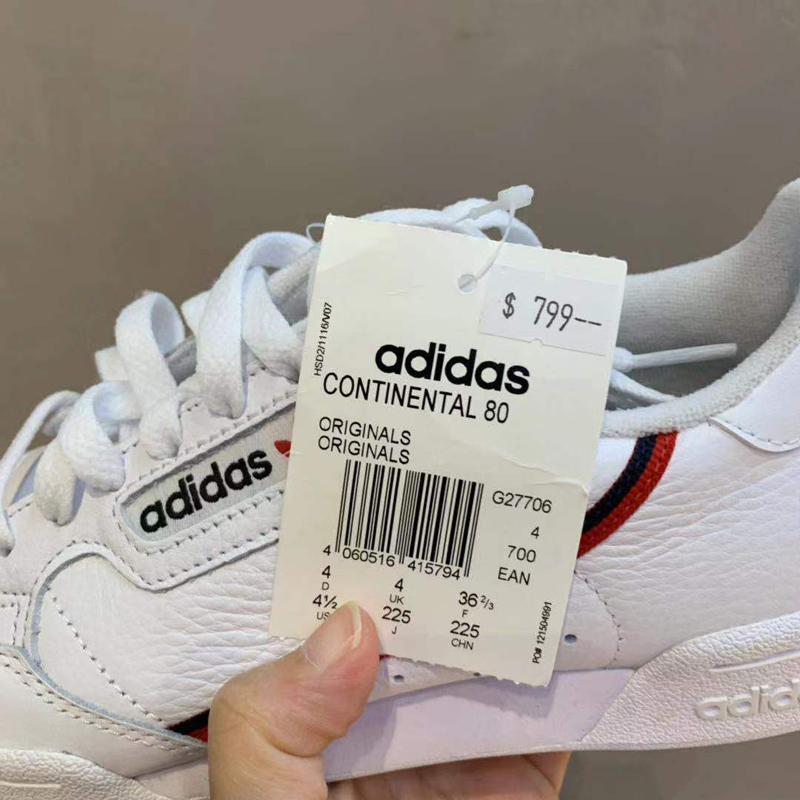 $ 799--
HSD2/1116/V07
adidas
CONTINENTAL 80
ORIGINALS
ORIGINALS
adidas
G27706
4
700
EAN
4 060516 415794
4 4 36 2/3
D UK F
4½ 225 225
US J CHN
PO# 121504991
adid